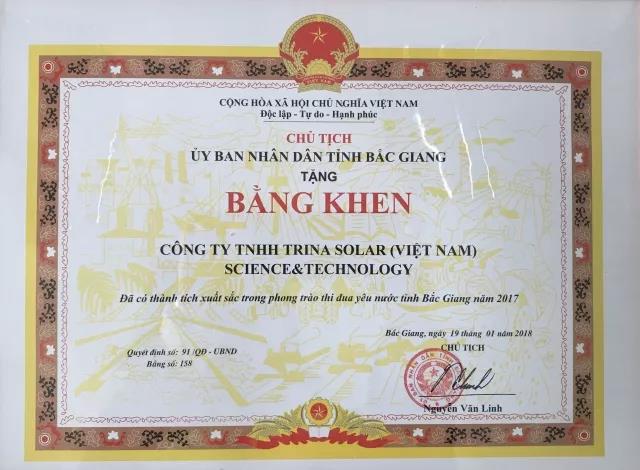 CỘNG HÒA XÃ HỘI CHỦ NGHĨA VIỆT NAM
Độc lập - Tự do - Hạnh phúc
CHỦ TỊCH
ỦY BAN NHÂN DÂN TỈNH BẮC GIANG
TẶNG
BẰNG KHEN
CÔNG TY TNHH TRINA SOLAR (VIỆT NAM)
SCIENCE&TECHNOLOGY
Đã có thành tích xuất sắc trong phong trào thi đua yêu nước tỉnh Bắc Giang năm 2017
Bắc Giang, ngày 19 tháng 01 năm 2018
Quyết định số: 91 /QĐ - UBND
Bằng số: 158
CHỦ TỊCH
Nguyễn Văn Linh